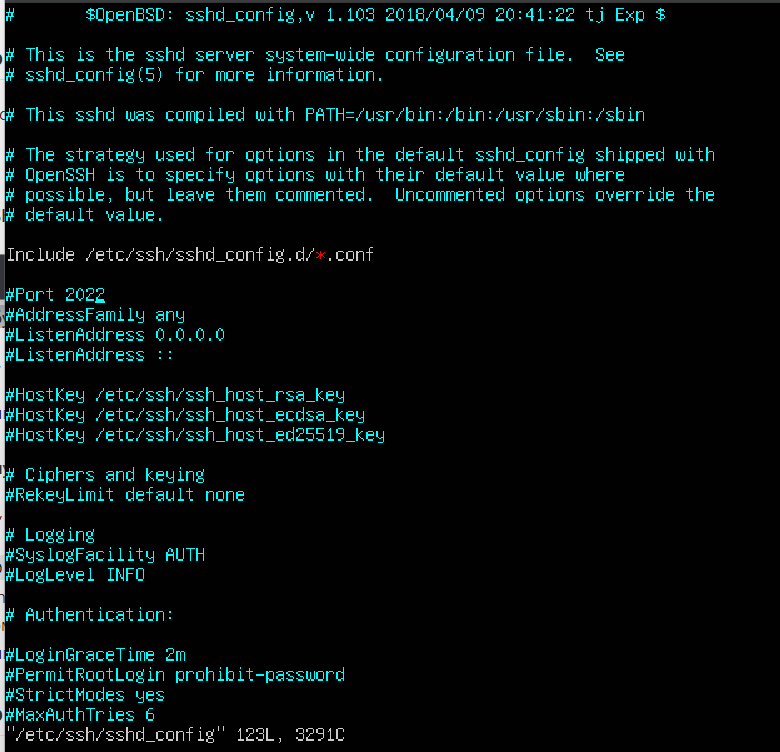 #       $OpenBSD: sshd_config,v 1.103 2018/04/09 20:41:22 tj Exp $
# This is the sshd server system-wide configuration file.  See
# sshd_config(5) for more information.
# This sshd was compiled with PATH=/usr/bin:/bin:/usr/sbin:/sbin
# The strategy used for options in the default sshd_config shipped with
# OpenSSH is to specify options with their default value where
# possible, but leave them commented.  Uncommented options override the
# default value.
Include /etc/ssh/sshd_config.d/*.conf
#Port 2022
#AddressFamily any
#ListenAddress 0.0.0.0
#ListenAddress ::
#HostKey /etc/ssh/ssh_host_rsa_key
#HostKey /etc/ssh/ssh_host_ecdsa_key
#HostKey /etc/ssh/ssh_host_ed25519_key
# Ciphers and keying
#RekeyLimit default none
# Logging
#SyslogFacility AUTH
#LogLevel INFO
# Authentication:
#LoginGraceTime 2m
#PermitRootLogin prohibit-password
#StrictModes yes
#MaxAuthTries 6
"/etc/ssh/sshd_config" 123L, 3291C